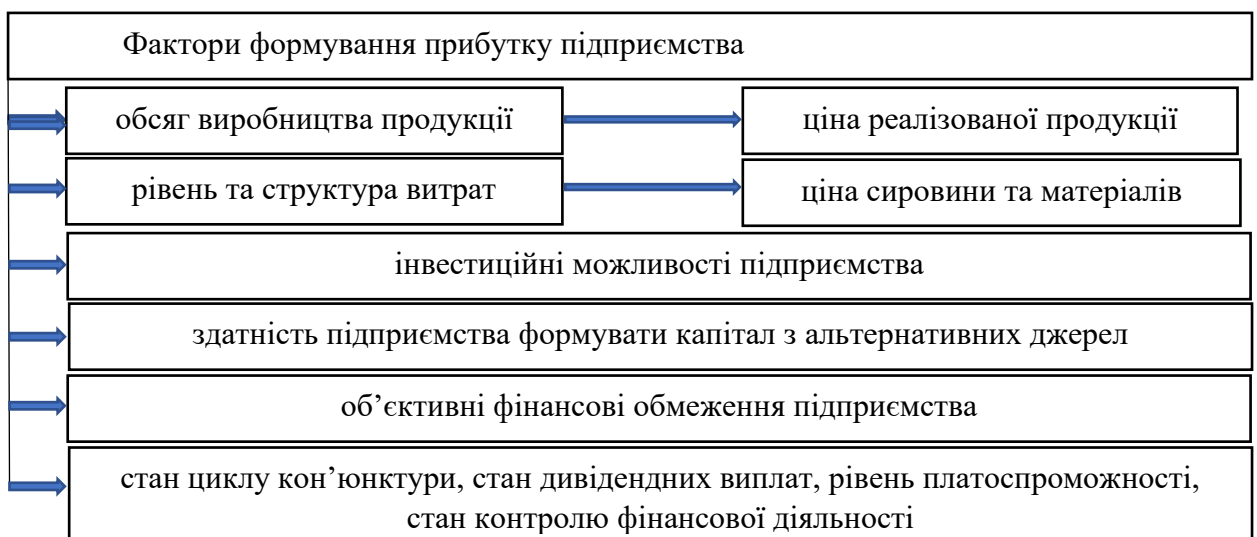 Фактори формування прибутку підприємства
обсяг виробництва продукції
ціна реалізованої продукції
рівень та структура витрат
ціна сировини та матеріалів
інвестиційні можливості підприємства
здатність підприємства формувати капітал з альтернативних джерел
об’єктивні фінансові обмеження підприємства
стан циклу кон’юнктури, стан дивідендних виплат, рівень платоспроможності,
стан контролю фінансової діяльності